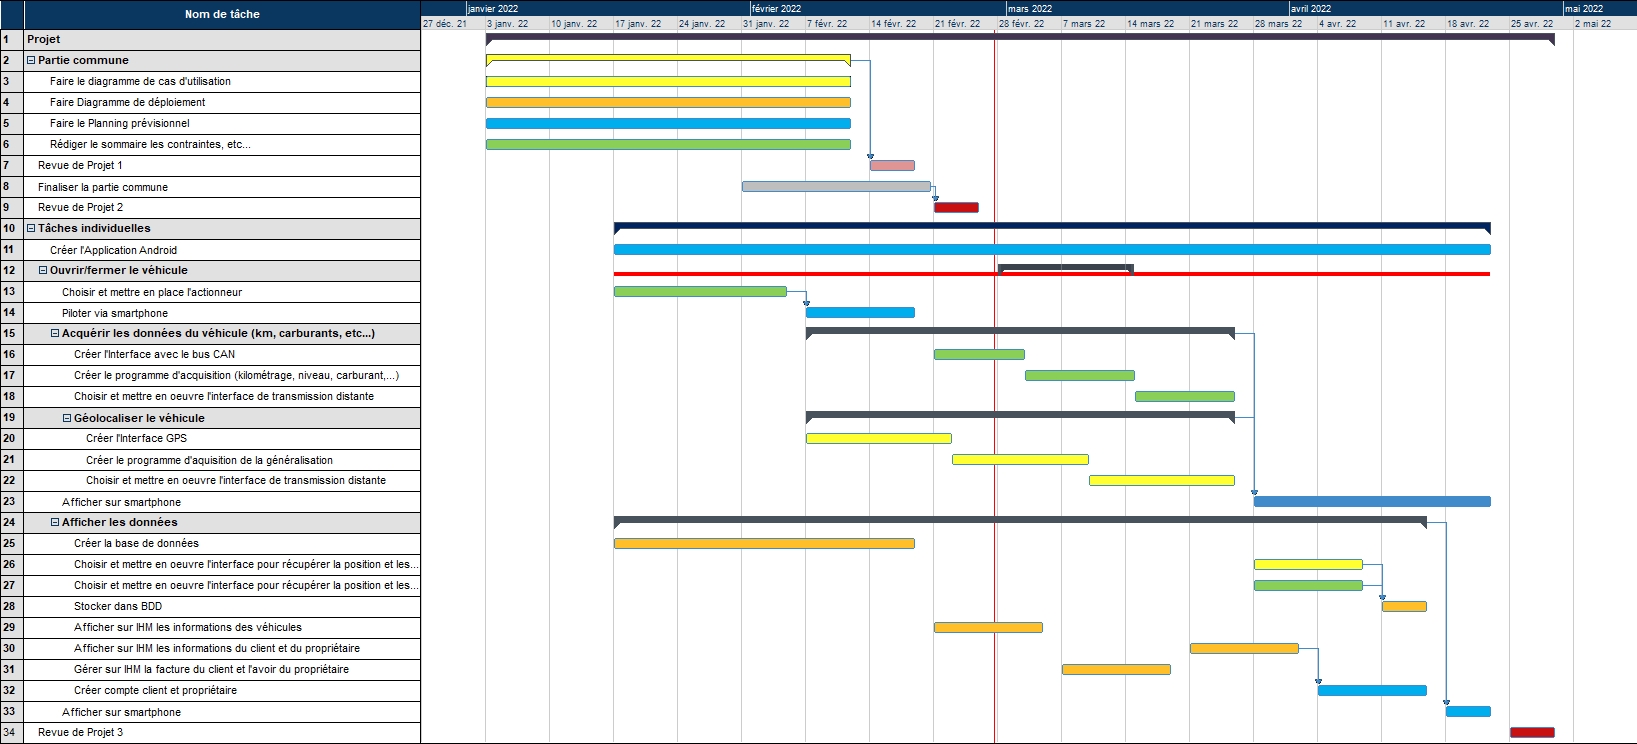 Nom de tâche
janvier 2022 février 2022 mars 2022 avril 2022 mai 2022
27 déc. 21 3 janv. 22 10 janv. 22 17 janv. 22 24 janv. 22 31 janv. 22 7 févr. 22 14 févr. 22 21 févr. 22 28 févr. 22 7 mars 22 14 mars 22 21 mars 22 28 mars 22 4 avr. 22 11 avr. 22 18 avr. 22 25 avr. 22 2 mai 22
1 Projet
2 Partie commune
3 Faire le diagramme de cas d'utilisation
4 Faire Diagramme de déploiement
5 Faire le Planning prévisionnel
6 Rédiger le sommaire les contraintes, etc...
7 Revue de Projet 1
8 Finaliser la partie commune
9 Revue de Projet 2
10 Tâches individuelles
11 Créer l'Application Android
12 Ouvrir/fermer le véhicule
13 Choisir et mettre en place l'actionneur
14 Piloter via smartphone
15 Acquérir les données du véhicule (km, carburants, etc...)
16 Créer l'Interface avec le bus CAN
17 Créer le programme d'acquisition (kilométrage, niveau, carburant,...)
18 Choisir et mettre en oeuvre l'interface de transmission distante
19 Géolocaliser le véhicule
20 Créer l'Interface GPS
21 Créer le programme d'aquisition de la généralisation
22 Choisir et mettre en oeuvre l'interface de transmission distante
23 Afficher sur smartphone
24 Afficher les données
25 Créer la base de données
26 Choisir et mettre en oeuvre l'interface pour récupérer la position et les...
27 Choisir et mettre en oeuvre l'interface pour récupérer la position et les...
28 Stocker dans BDD
29 Afficher sur IHM les informations des véhicules
30 Afficher sur IHM les informations du client et du propriétaire
31 Gérer sur IHM la facture du client et l'avoir du propriétaire
32 Créer compte client et propriétaire
33 Afficher sur smartphone
34 Revue de Projet 3